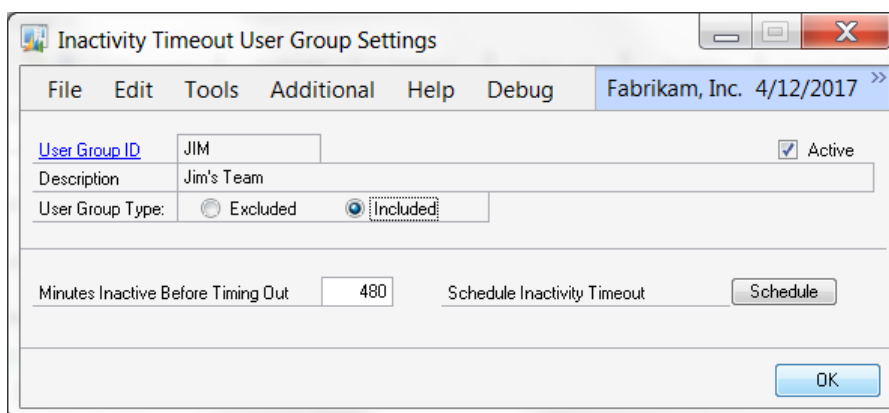 Inactivity Timeout User Group Settings
File Edit Tools Additional Help Debug Fabrikam, Inc. 4/12/2017 »
User Group ID JIM Active
Description Jim's Team
User Group Type: Excluded Included
Minutes Inactive Before Timing Out 480 Schedule Inactivity Timeout Schedule
OK